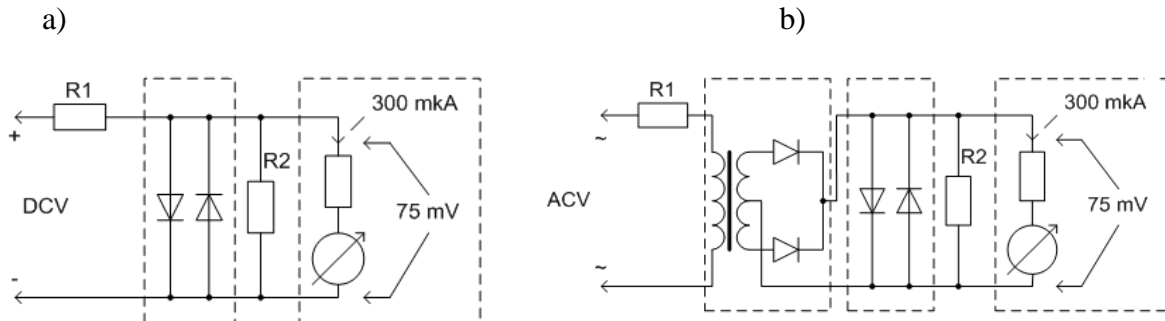 a)
R1
300 mkA
+
R2
DCV
75 mV
-
b)
R1
300 mkA
~
R2
ACV
75 mV
~